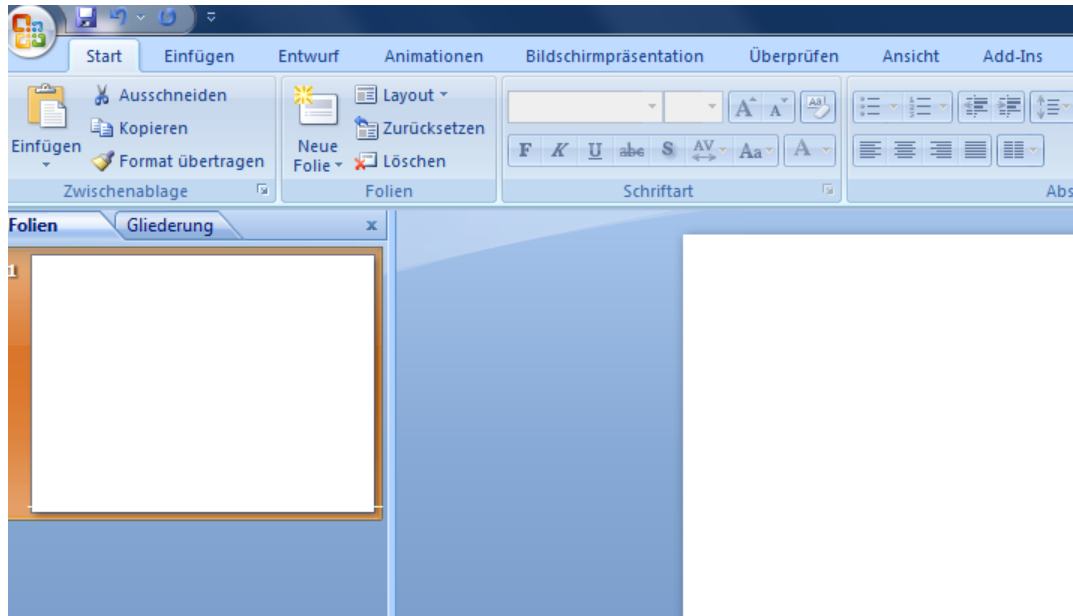 Start Einfügen Entwurf Animationen Bildschirmpräsentation Überprüfen Ansicht Add-Ins
Einfügen
Ausschneiden
Kopieren
Format übertragen
Zwischenablage
Neue
Folie
Layout
Zurücksetzen
Löschen
Folien
F K U abc S AV Aa A
Schriftart
Abs
Folien Gliederung x
1